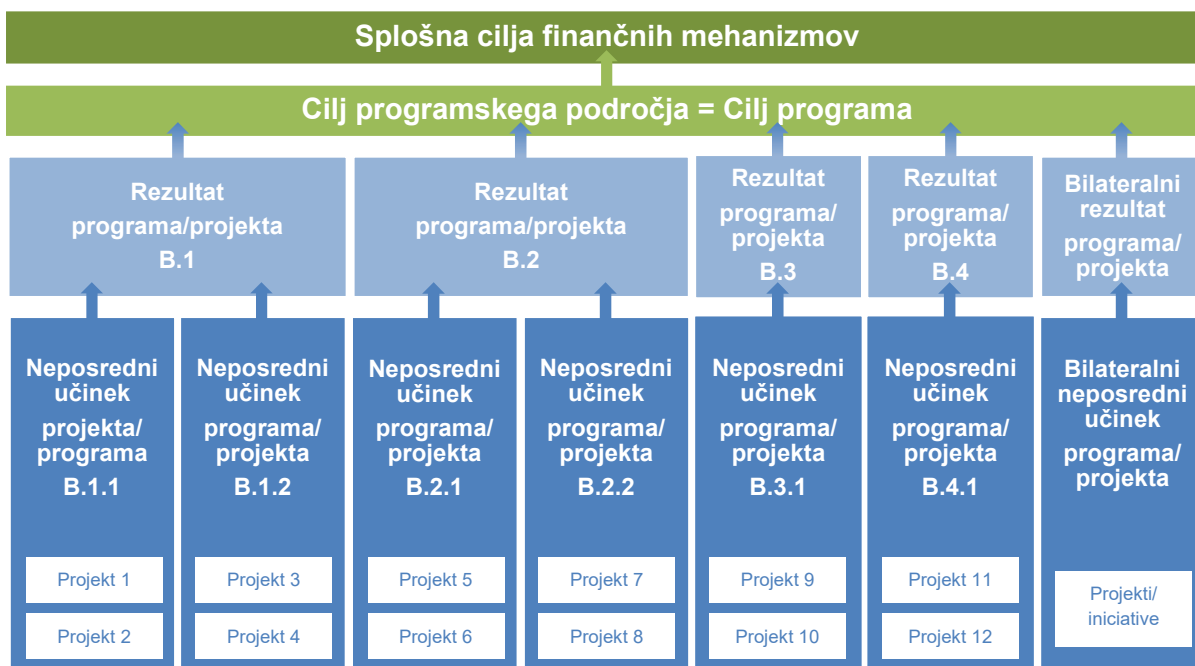 Splošna cilja finančnih mehanizmov
Cilj programskega področja = Cilj programa
Rezultat
programa/projekta
B.1
Rezultat
programa/projekta
B.2
Rezultat
programa/
projekta
B.3
Rezultat
programa/
projekta
B.4
Bilateralni
rezultat
programa/
projekta
Neposredni
učinek
projekta/
programa
B.1.1
Projekt 1
Projekt 2
Neposredni
učinek
programa/
projekta
B.1.2
Projekt 3
Projekt 4
Neposredni
učinek
programa/
projekta
B.2.1
Projekt 5
Projekt 6
Neposredni
učinek
programa/
projekta
B.2.2
Projekt 7
Projekt 8
Neposredni
učinek
programa/
projekta
B.3.1
Projekt 9
Projekt 10
Neposredni
učinek
programa/
projekta
B.4.1
Projekt 11
Projekt 12
Bilateralni
neposredni
učinek
programa/
projekta
Projekti/
iniciative